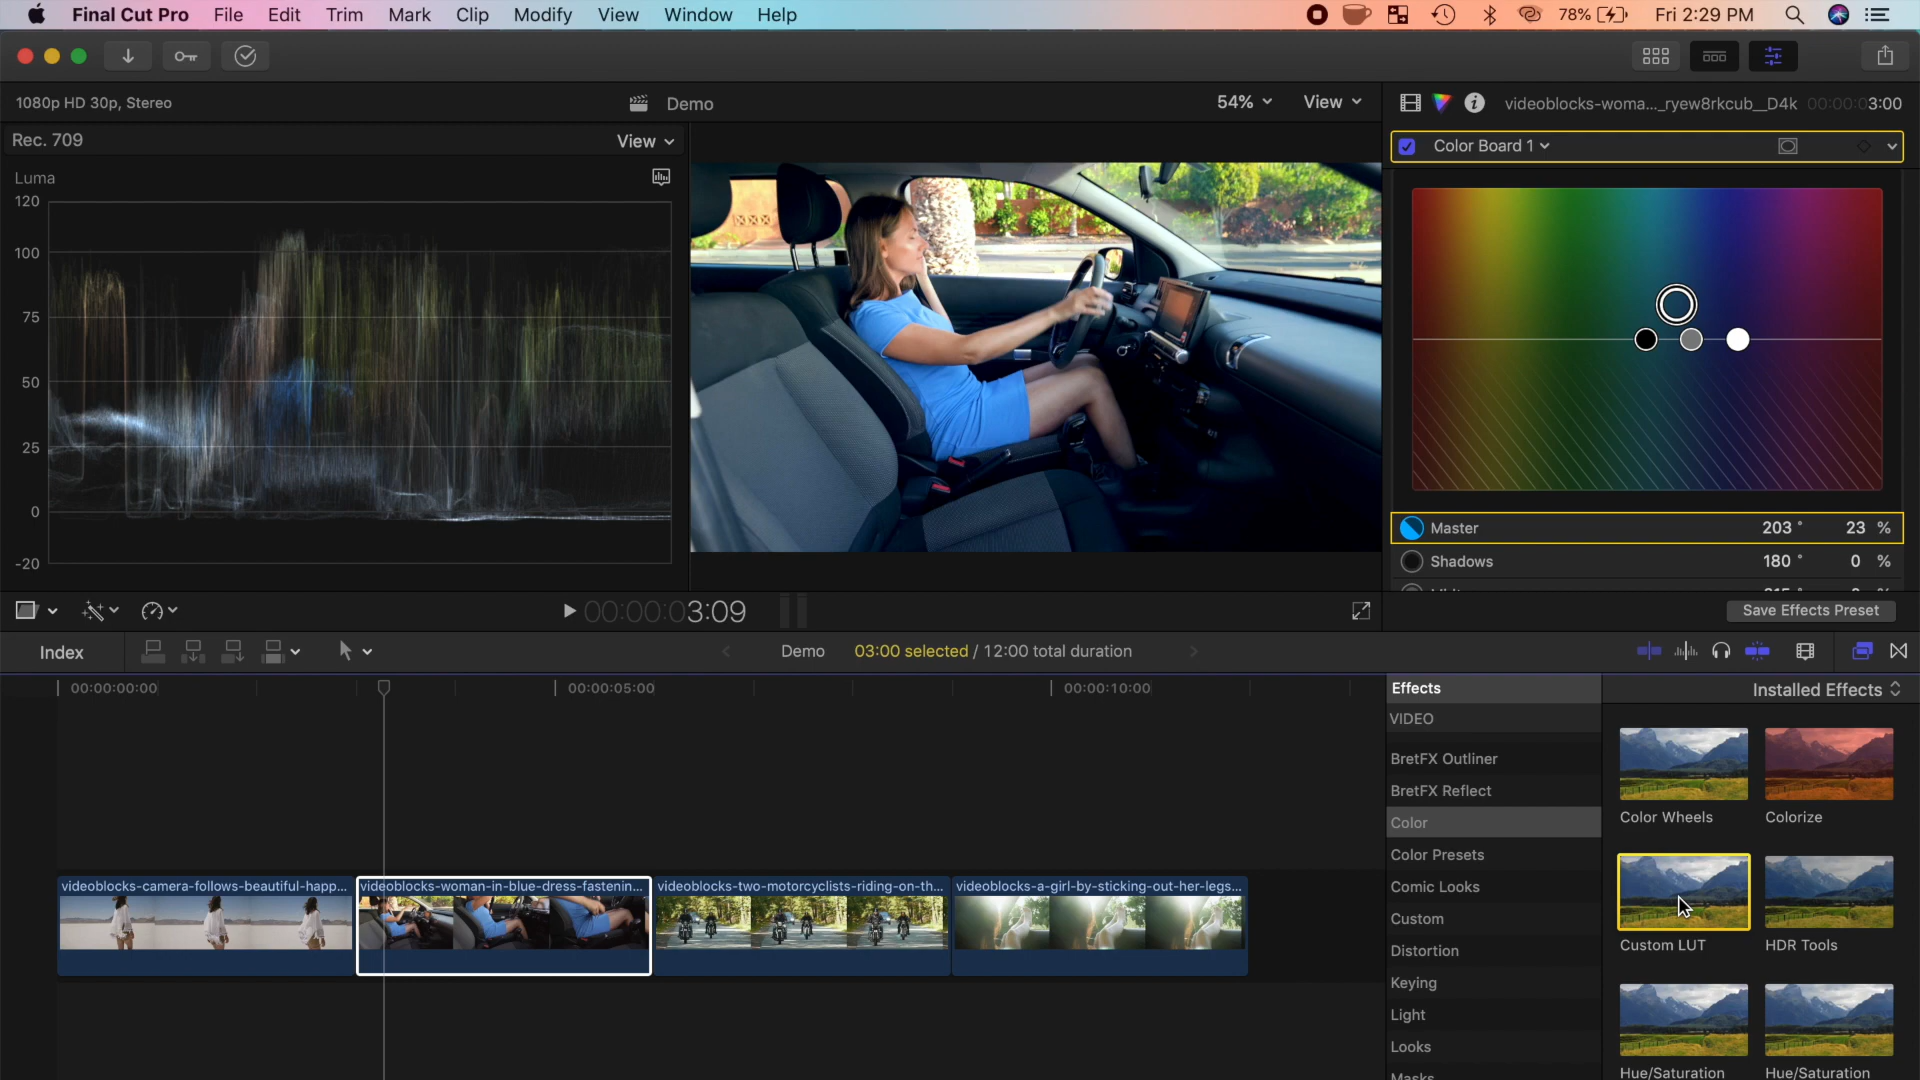 Final Cut Pro File Edit Trim Mark Clip Modify View Window Help 78% Fri 2:29 PM
1080p HD 30p, Stereo Demo 54% View videoblocks-woma..._ryew8rkcub__D4k 00:00:03:00
Rec. 709 View Color Board 1
Luma
120
100
75
50
25
0
-20
Master 203 ° 23 %
Shadows 180 ° 0 %
00:00:03:09 Save Effects Preset
Index Demo 03:00 selected / 12:00 total duration
00:00:00:00 00:00:05:00 00:00:10:00
Effects Installed Effects
VIDEO
BretFX Outliner
BretFX Reflect
Color Wheels Colorize
Color
Color Presets
Comic Looks
videoblocks-camera-follows-beautiful-happ... videoblocks-woman-in-blue-dress-fastenin... videoblocks-two-motorcyclists-riding-on-th... videoblocks-a-girl-by-sticking-out-her-legs...
Custom
Custom LUT HDR Tools
Distortion
Keying
Light
Looks
Hue/Saturation Hue/Saturation
Masks